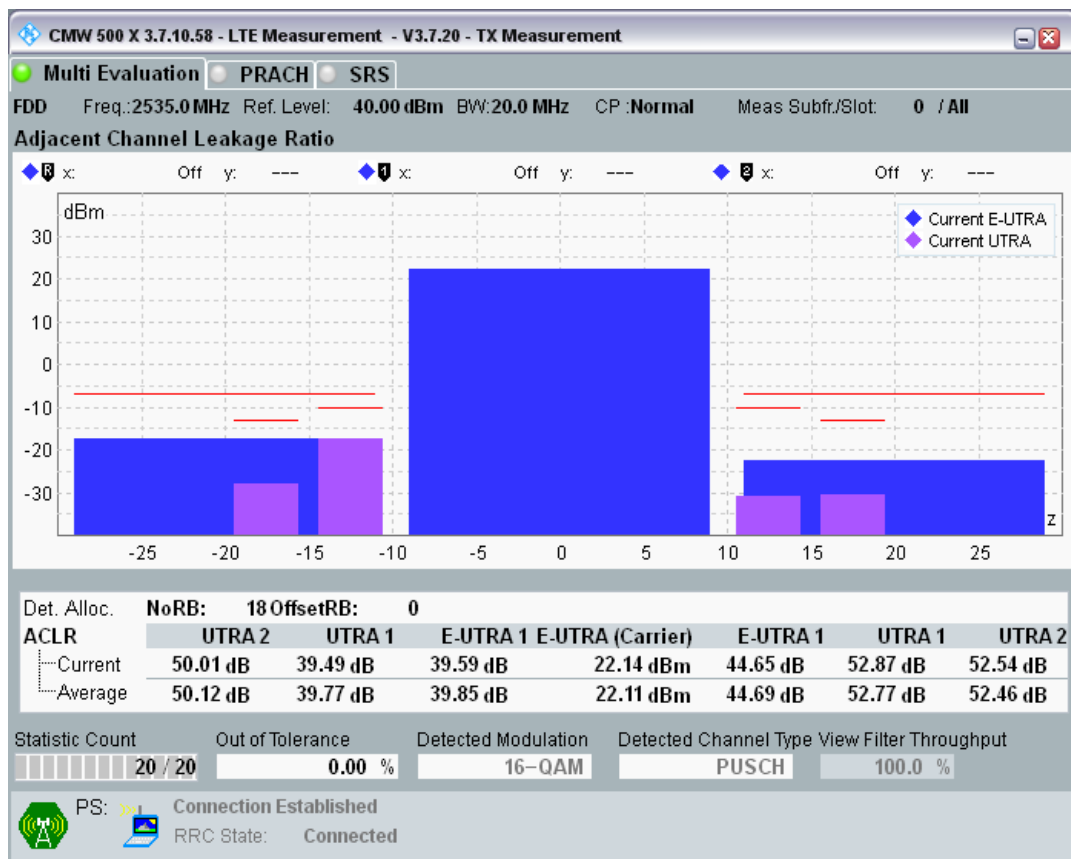 CMW 500 X 3.7.10.58 - LTE Measurement - V3.7.20 - TX Measurement
Multi Evaluation PRACH SRS
FDD Freq.:2535.0 MHz Ref. Level: 40.00 dBm BW:20.0 MHz CP :Normal Meas Subfr./Slot: 0 / All
Adjacent Channel Leakage Ratio
R x: Off y: --- 1 x: Off y: --- 2 x: Off y: ---
dBm
Current E-UTRA
Current UTRA
30
20
10
0
-10
-20
-30
z
-25 -20 -15 -10 -5 0 5 10 15 20 25
Det. Alloc. NoRB: 18 OffsetRB: 0
ACLR UTRA 2 UTRA 1 E-UTRA 1 E-UTRA (Carrier) E-UTRA 1 UTRA 1 UTRA 2
Current 50.01 dB 39.49 dB 39.59 dB 22.14 dBm 44.65 dB 52.87 dB 52.54 dB
Average 50.12 dB 39.77 dB 39.85 dB 22.11 dBm 44.69 dB 52.77 dB 52.46 dB
Statistic Count Out of Tolerance Detected Modulation Detected Channel Type View Filter Throughput
20 / 20 0.00 % 16-QAM PUSCH 100.0 %
PS: Connection Established
RRC State: Connected